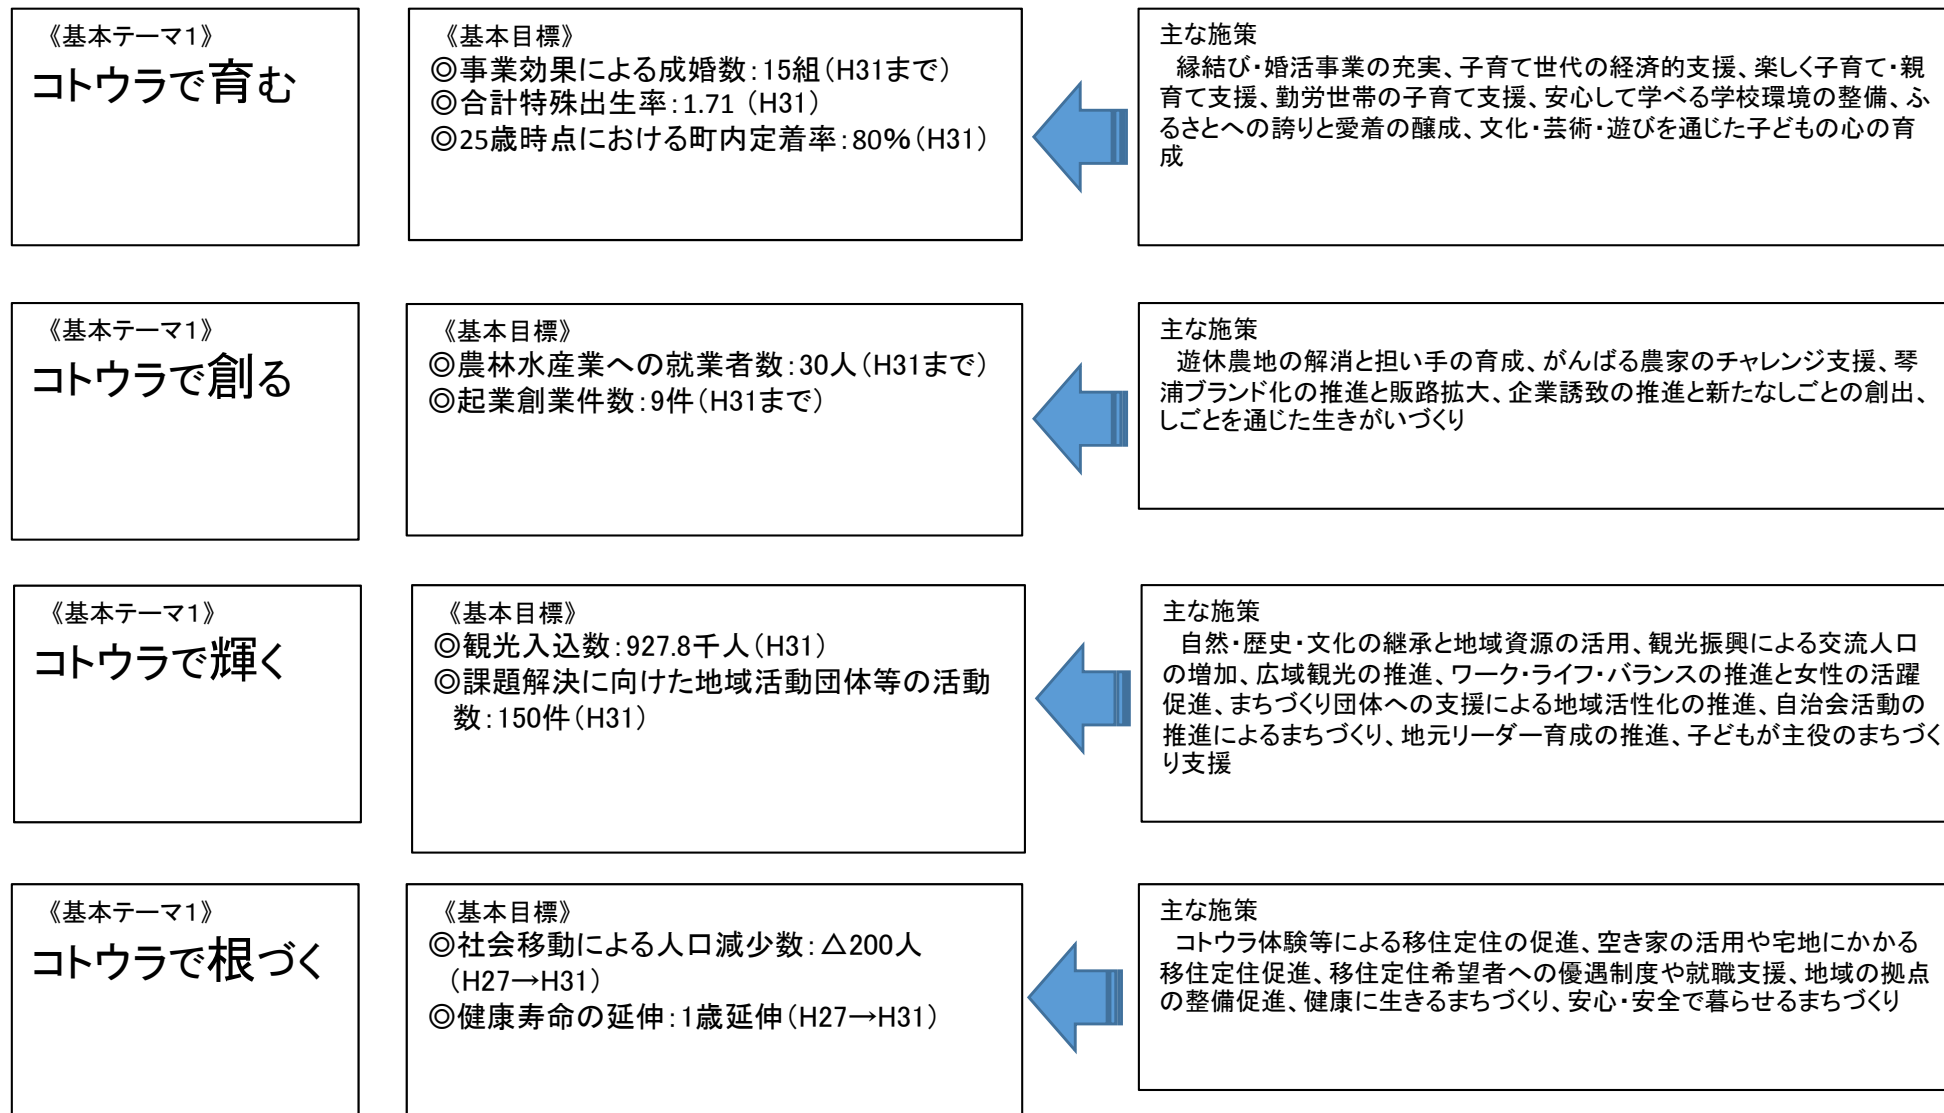 《基本テーマ1》
コトウラで育む
《基本目標》
◎事業効果による成婚数:15組(H31まで)
◎合計特殊出生率:1.71 (H31)
◎25歳時点における町内定着率:80%(H31)
主な施策
縁結び・婚活事業の充実、子育て世代の経済的支援、楽しく子育て・親
育て支援、勤労世帯の子育て支援、安心して学べる学校環境の整備、ふ
るさとへの誇りと愛着の醸成、文化・芸術・遊びを通じた子どもの心の育
成
《基本テーマ1》
コトウラで創る
《基本目標》
◎農林水産業への就業者数:30人(H31まで)
◎起業創業件数:9件(H31まで)
主な施策
遊休農地の解消と担い手の育成、がんばる農家のチャレンジ支援、琴
浦ブランド化の推進と販路拡大、企業誘致の推進と新たなしごとの創出、
しごとを通じた生きがいづくり
《基本テーマ1》
コトウラで輝く
《基本目標》
◎観光入込数:927.8千人(H31)
◎課題解決に向けた地域活動団体等の活動
数:150件(H31)
主な施策
自然・歴史・文化の継承と地域資源の活用、観光振興による交流人口
の増加、広域観光の推進、ワーク・ライフ・バランスの推進と女性の活躍
促進、まちづくり団体への支援による地域活性化の推進、自治会活動の
推進によるまちづくり、地元リーダー育成の推進、子どもが主役のまちづく
り支援
《基本テーマ1》
コトウラで根づく
《基本目標》
◎社会移動による人口減少数:△200人
(H27→H31)
◎健康寿命の延伸:1歳延伸(H27→H31)
主な施策
コトウラ体験等による移住定住の促進、空き家の活用や宅地にかかる
移住定住促進、移住定住希望者への優遇制度や就職支援、地域の拠点
の整備促進、健康に生きるまちづくり、安心・安全で暮らせるまちづくり